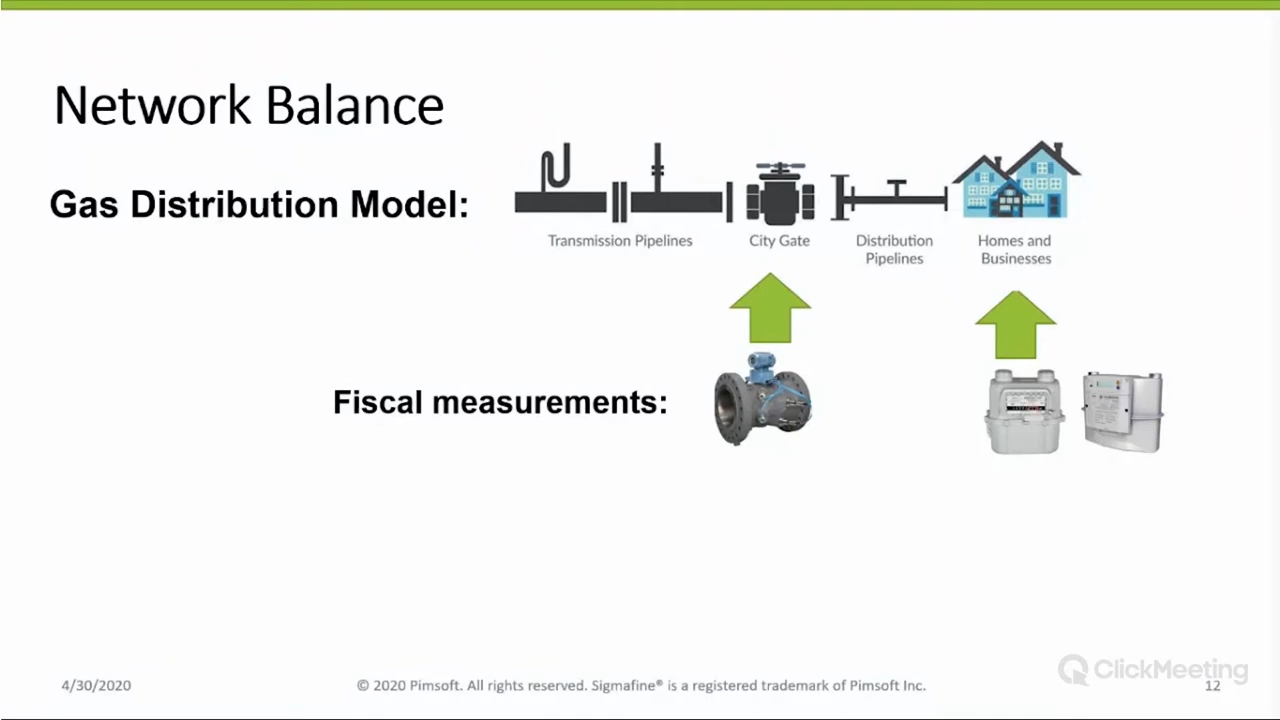 Network Balance
Gas Distribution Model:
Transmission Pipelines
City Gate
Distribution
Pipelines
Homes and
Businesses
Fiscal measurements:
ClickMeeting
4/30/2020
© 2020 Pimsoft. All rights reserved. Sigmafine® is a registered trademark of Pimsoft Inc.
12